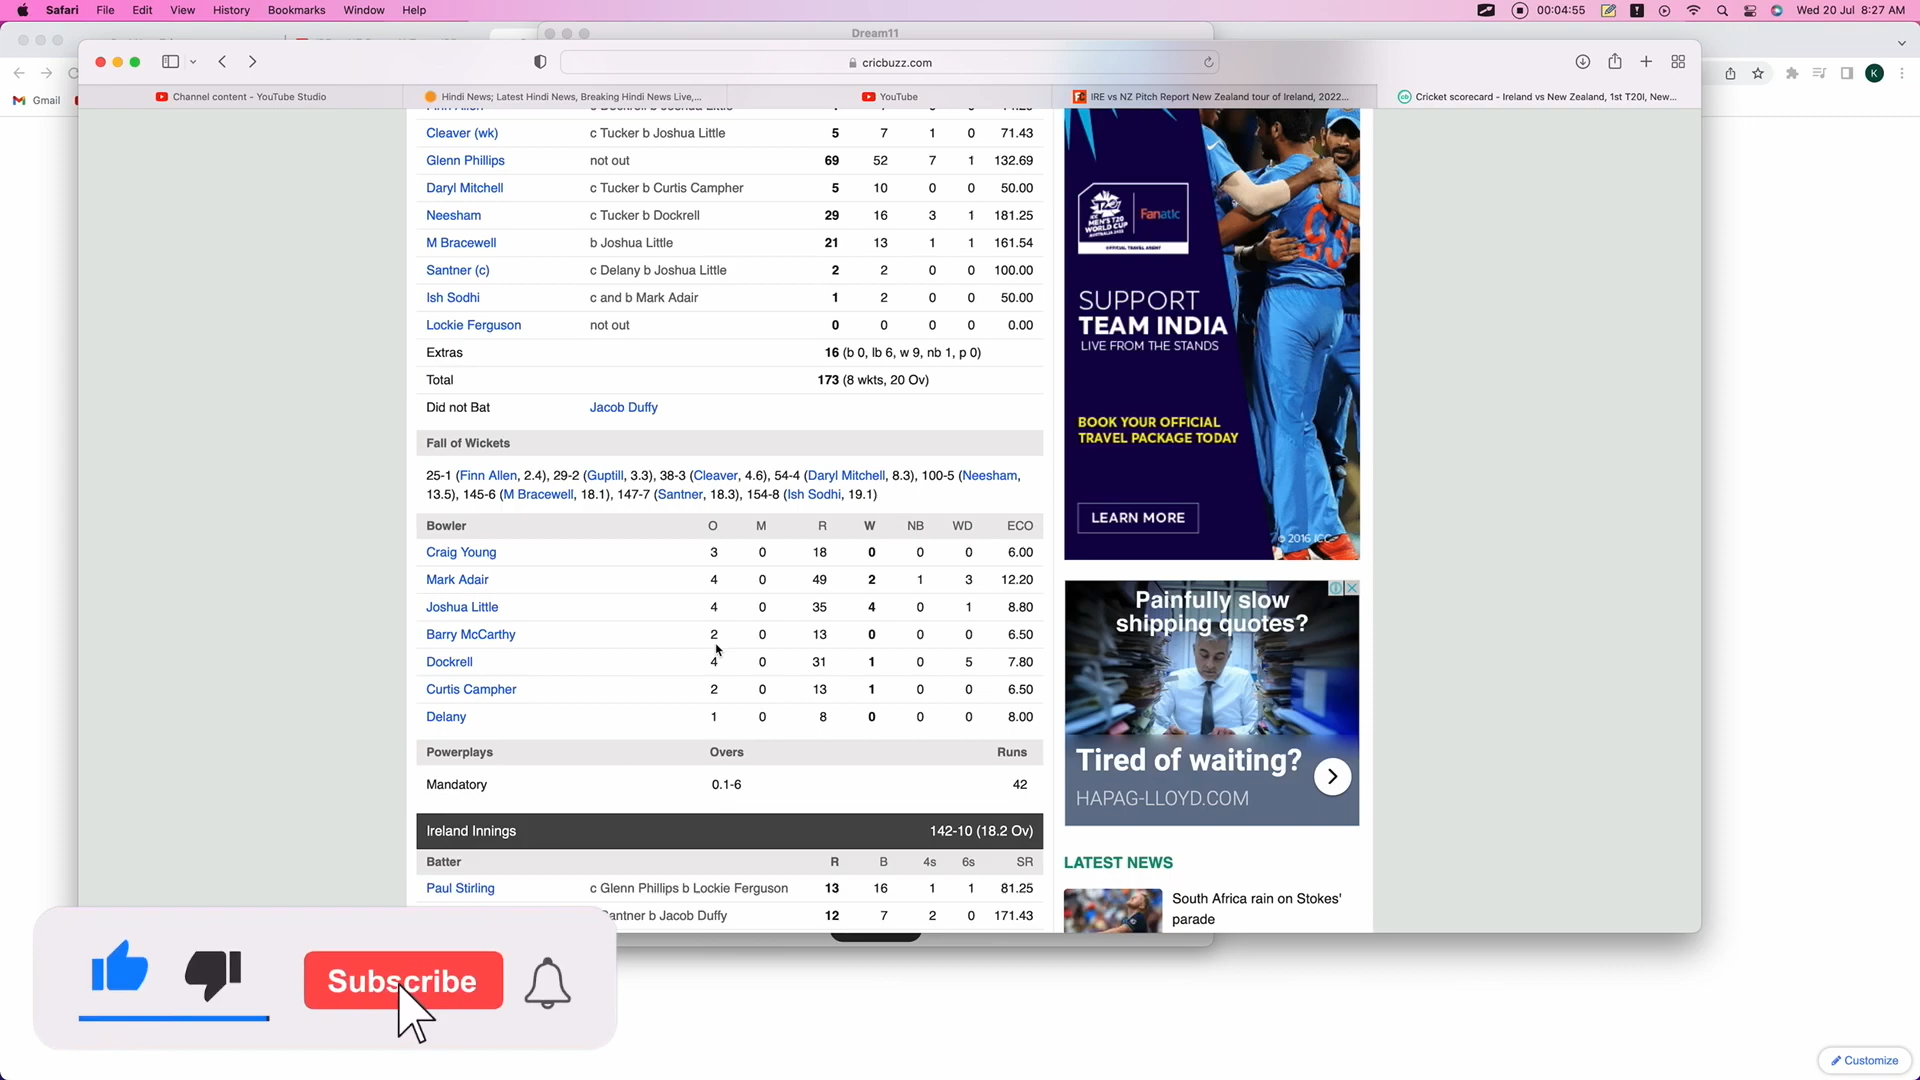 Safari File Edit View History Bookmarks Window Help 00:04:55 Wed 20 Jul 8:27 AM
Dream11
cricbuzz.com
K
Gmail
Channel content - YouTube Studio
Hindi News; Latest Hindi News, Breaking Hindi News Live,...
YouTube
IRE vs NZ Pitch Report New Zealand tour of Ireland, 2022...
Cricket scorecard - Ireland vs New Zealand, 1st T20I, New...
Cleaver (wk) c Tucker b Joshua Little 5 7 1 0 71.43
Glenn Phillips not out 69 52 7 1 132.69
Daryl Mitchell c Tucker b Curtis Campher 5 10 0 0 50.00
Neesham c Tucker b Dockrell 29 16 3 1 181.25
M Bracewell b Joshua Little 21 13 1 1 161.54
Santner (c) c Delany b Joshua Little 2 2 0 0 100.00
Ish Sodhi c and b Mark Adair 1 2 0 0 50.00
Lockie Ferguson not out 0 0 0 0 0.00
Extras 16 (b 0, lb 6, w 9, nb 1, p 0)
Total 173 (8 wkts, 20 Ov)
Did not Bat Jacob Duffy
Fall of Wickets
25-1 (Finn Allen, 2.4), 29-2 (Guptill, 3.3), 38-3 (Cleaver, 4.6), 54-4 (Daryl Mitchell, 8.3), 100-5 (Neesham,
13.5), 145-6 (M Bracewell, 18.1), 147-7 (Santner, 18.3), 154-8 (Ish Sodhi, 19.1)
Bowler O M R W NB WD ECO
Craig Young 3 0 18 0 0 0 6.00
Mark Adair 4 0 49 2 1 3 12.20
Joshua Little 4 0 35 4 0 1 8.80
Barry McCarthy 2 0 13 0 0 0 6.50
Dockrell 4 0 31 1 0 5 7.80
Curtis Campher 2 0 13 1 0 0 6.50
Delany 1 0 8 0 0 0 8.00
Powerplays Overs Runs
Mandatory 0.1-6 42
Ireland Innings 142-10 (18.2 Ov)
Batter R B 4s 6s SR
Paul Stirling c Glenn Phillips b Lockie Ferguson 13 16 1 1 81.25
Santner b Jacob Duffy 12 7 2 0 171.43
ICC
MEN'S T20
WORLD CUP
AUSTRALIA 2022
Fanatic
OFFICIAL TRAVEL AGENT
SUPPORT
TEAM INDIA
LIVE FROM THE STANDS
BOOK YOUR OFFICIAL
TRAVEL PACKAGE TODAY
LEARN MORE
© 2016 ICC
Painfully slow
shipping quotes?
Tired of waiting?
HAPAG-LLOYD.COM
LATEST NEWS
South Africa rain on Stokes'
parade
Subscribe
Customize